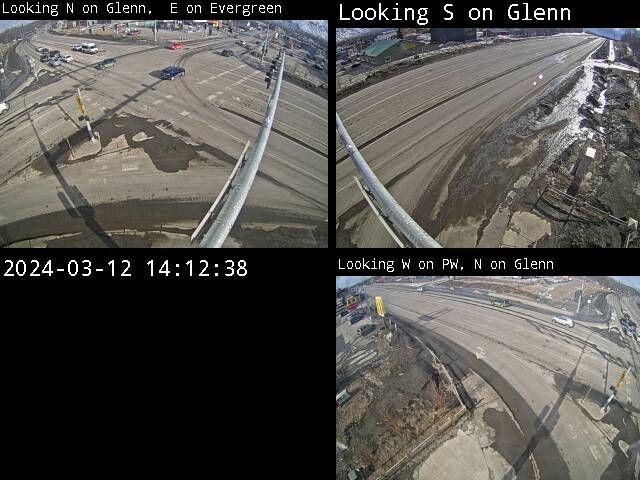 Looking N on Glenn, E on Evergreen
Looking S on Glenn
2024-03-12 14:12:38
Looking W on PW, N on Glenn